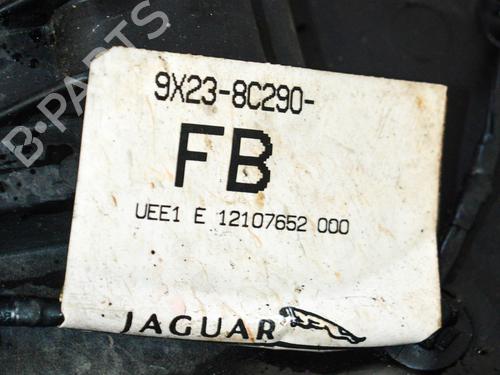 B-PARTS
9X23-8C290-
FB
UEE1 E 12107652 000
JAGUAR